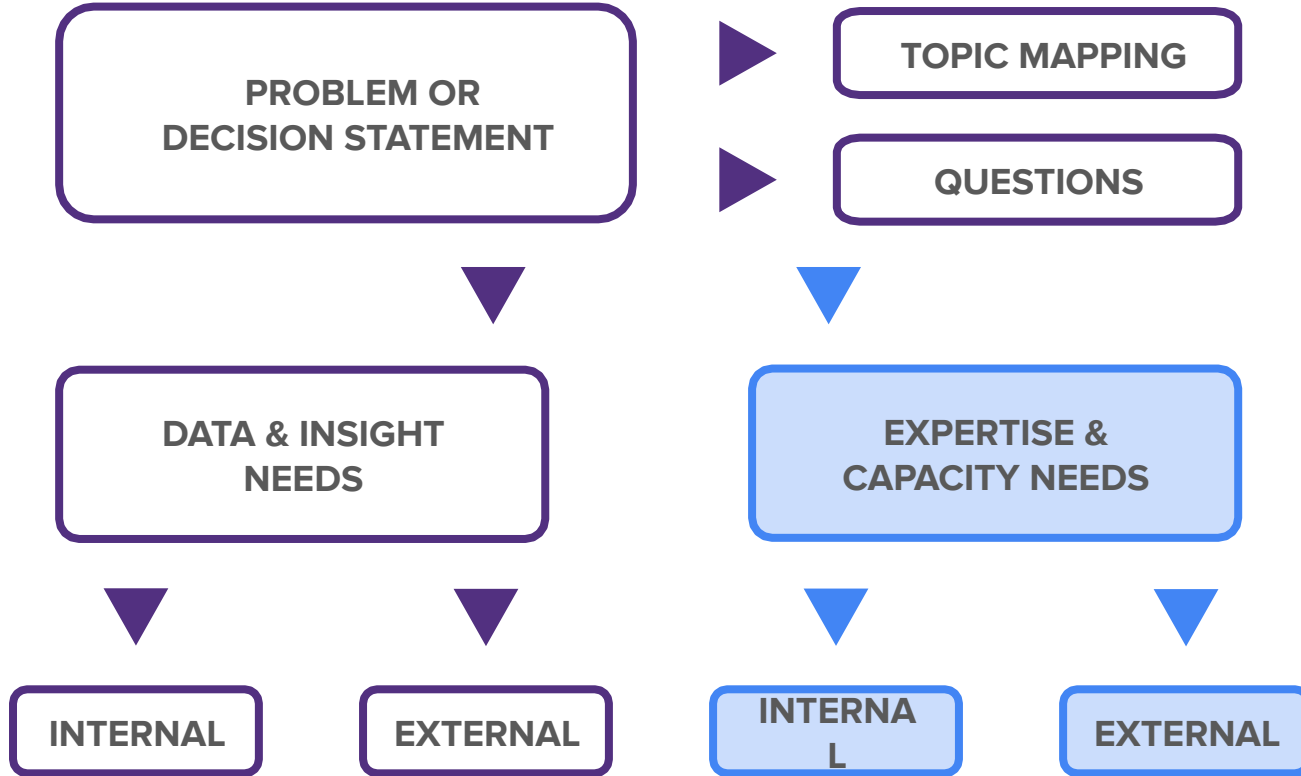 PROBLEM OR
DECISION STATEMENT
TOPIC MAPPING
QUESTIONS
DATA & INSIGHT
NEEDS
EXPERTISE &
CAPACITY NEEDS
INTERNAL
EXTERNAL
INTERNA
L
EXTERNAL